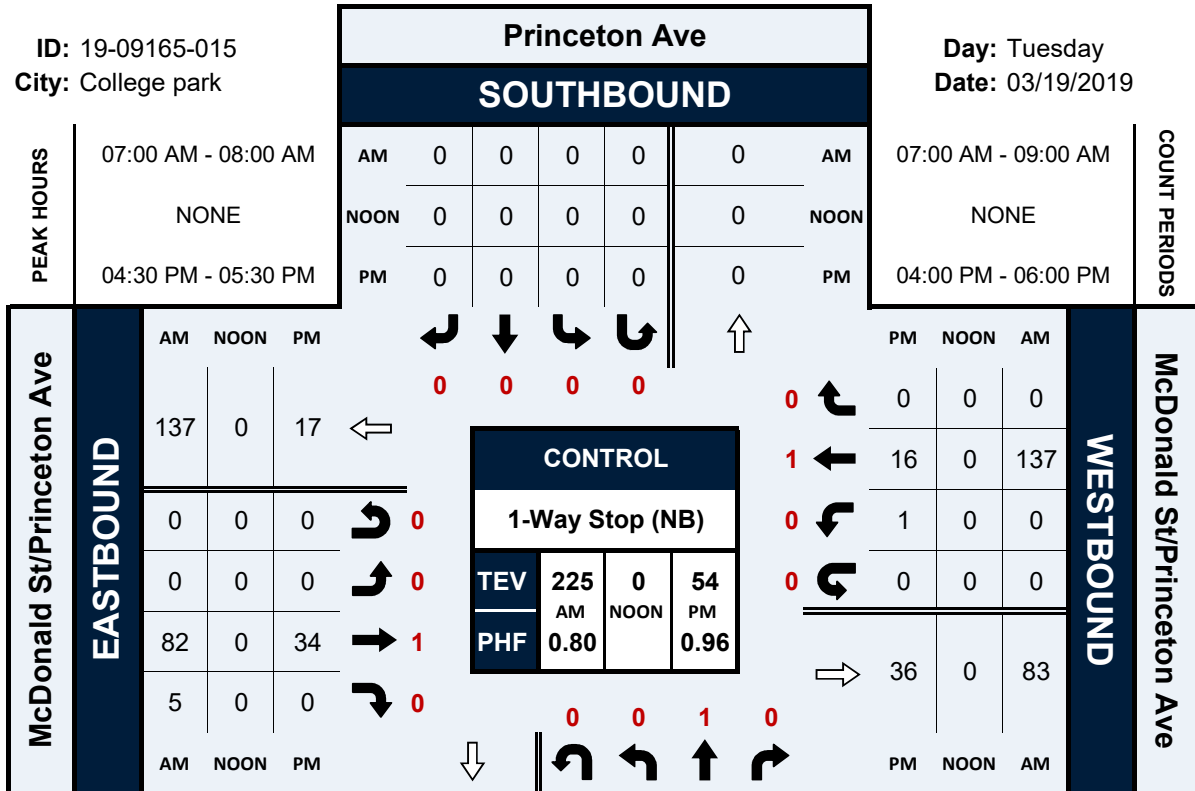 ID: 19-09165-015
City: College park
Princeton Ave
SOUTHBOUND
Day: Tuesday
Date: 03/19/2019
PEAK HOURS
07:00 AM - 08:00 AM
NONE
04:30 PM - 05:30 PM
AM 0 0 0 0 0 AM
NOON 0 0 0 0 0 NOON
PM 0 0 0 0 0 PM
07:00 AM - 09:00 AM
NONE
04:00 PM - 06:00 PM
COUNT PERIODS
0 0 0 0
McDonald St/Princeton Ave
EASTBOUND
AM NOON PM
137 0 17
0 0 0 0
0 0 0 0
82 0 34 1
5 0 0 0
AM NOON PM
CONTROL
1-Way Stop (NB)
TEV 225 0 54
AM NOON PM
PHF 0.80 0.96
0 0 1 0
PM NOON AM
0 0 0 0
1 16 0 137
0 1 0 0
0 0 0 0
36 0 83
PM NOON AM
WESTBOUND
McDonald St/Princeton Ave